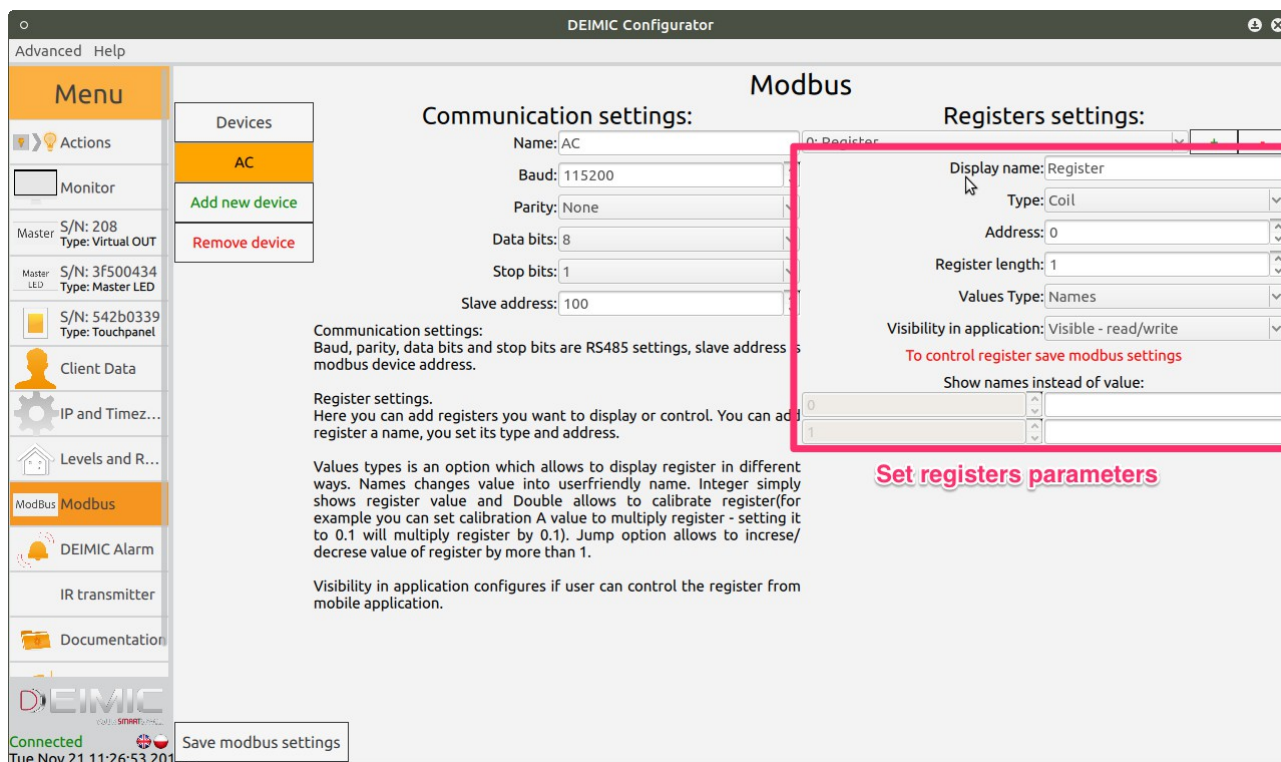 DEIMIC Configurator
Advanced Help
Menu
Actions
Monitor
Master
S/N: 208
Type: Virtual OUT
Master
LED
S/N: 3f500434
Type: Master LED
S/N: 542b0339
Type: Touchpanel
Client Data
IP and Timez...
Levels and R...
ModBus
Modbus
DEIMIC Alarm
IR transmitter
Documentation
DEIMIC
Connected
Tue Nov 21 11:26:53 201
Devices
AC
Add new device
Remove device
Modbus
Communication settings:
Name: AC
Baud: 115200
Parity: None
Data bits: 8
Stop bits: 1
Slave address: 100
Communication settings:
Baud, parity, data bits and stop bits are RS485 settings, slave address is
modbus device address.
Register settings.
Here you can add registers you want to display or control. You can add
register a name, you set its type and address.
Values types is an option which allows to display register in different
ways. Names changes value into userfriendly name. Integer simply
shows register value and Double allows to calibrate register(for
example you can set calibration A value to multiply register - setting it
to 0.1 will multiply register by 0.1). Jump option allows to increse/
decrese value of register by more than 1.
Visibility in application configures if user can control the register from
mobile application.
Registers settings:
0: Register
+ -
Display name: Register
Type: Coil
Address: 0
Register length: 1
Values Type: Names
Visibility in application: Visible - read/write
To control register save modbus settings
Show names instead of value:
0
1
Set registers parameters
Save modbus settings